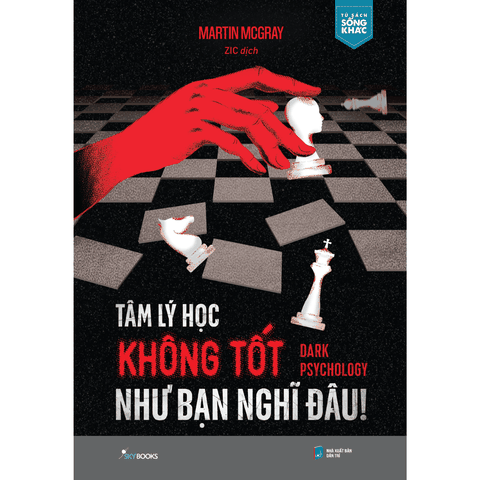 MARTIN MCGRAY
ZIC dịch
TỦ SÁCH
SỐNG
KHÁC
TÂM LÝ HỌC
KHÔNG TỐT
DARK
PSYCHOLOGY
NHƯ BẠN NGHĨ ĐÂU!
SKYBOOKS
NHÀ XUẤT BẢN
DÂN TRÍ